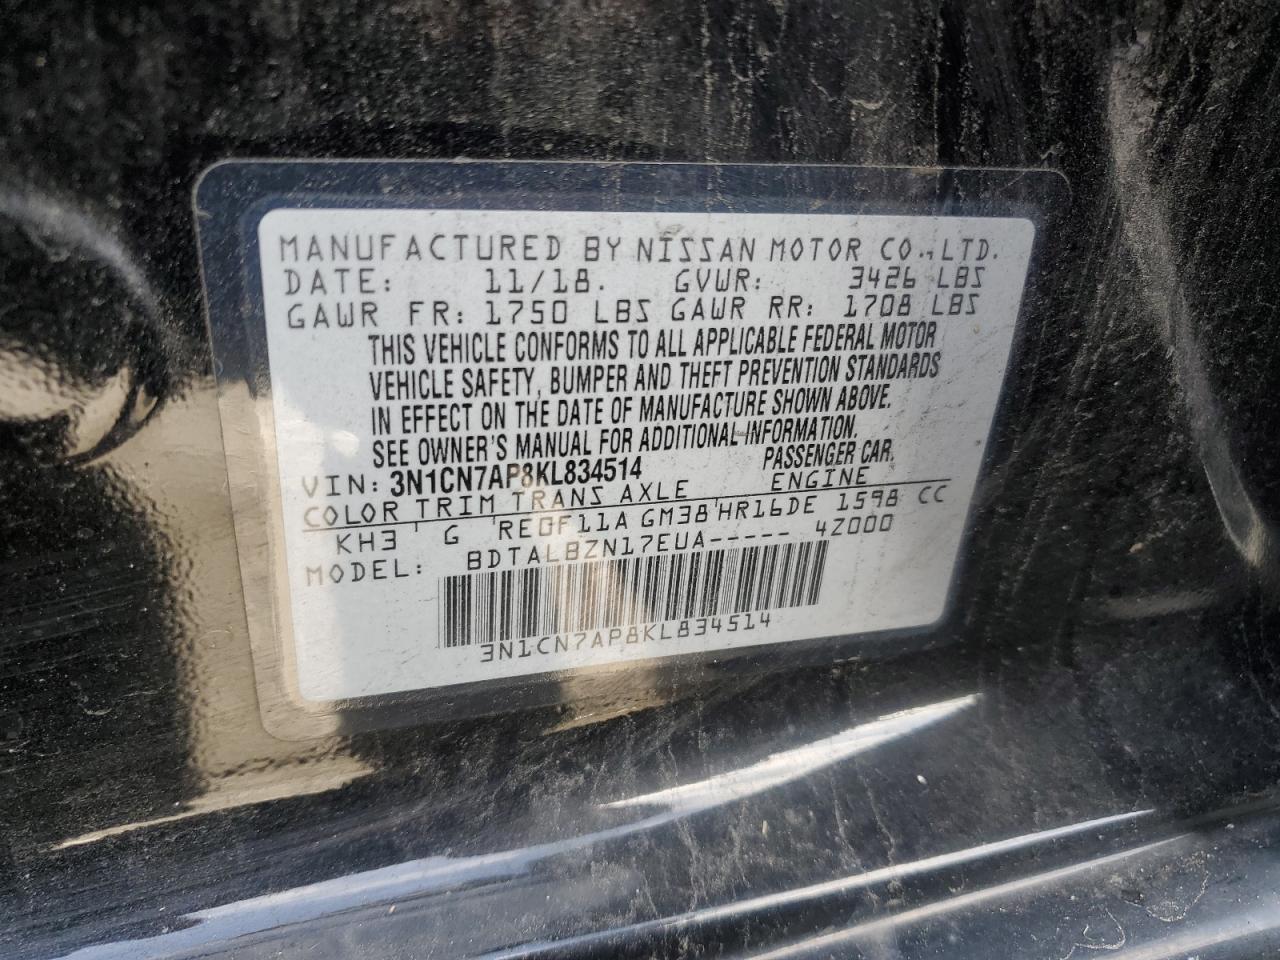 MANUFACTURED BY NISSAN MOTOR CO.,LTD.
DATE: 11/18. GVWR: 3426 LBS
GAWR FR: 1750 LBS GAWR RR: 1708 LBS
THIS VEHICLE CONFORMS TO ALL APPLICABLE FEDERAL MOTOR
VEHICLE SAFETY, BUMPER AND THEFT PREVENTION STANDARDS
IN EFFECT ON THE DATE OF MANUFACTURE SHOWN ABOVE.
SEE OWNER'S MANUAL FOR ADDITIONAL INFORMATION.
VIN: 3N1CN7AP8KL834514 PASSENGER CAR.
COLOR TRIM TRANS AXLE ENGINE
KH3 G RE0F11A GM38 HR16DE 1598 CC
MODEL: BDTALBZN17EUA----- 4Z000
3N1CN7AP8KL834514